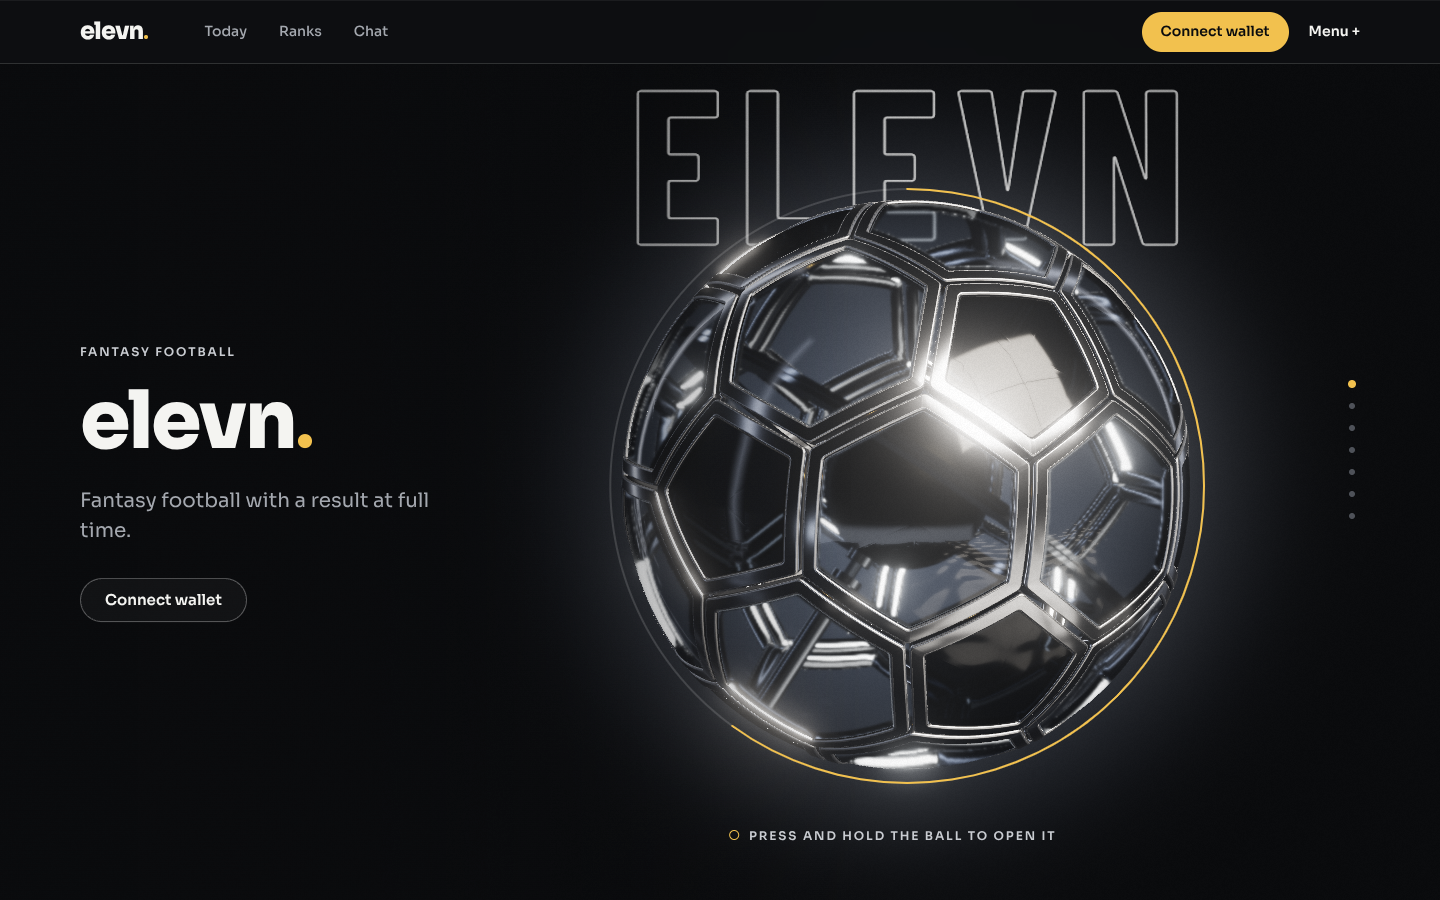 elevn.
Today
Ranks
Chat
Connect wallet
Menu +
ELEVN
FANTASY FOOTBALL
elevn.
Fantasy football with a result at full
time.
Connect wallet
PRESS AND HOLD THE BALL TO OPEN IT